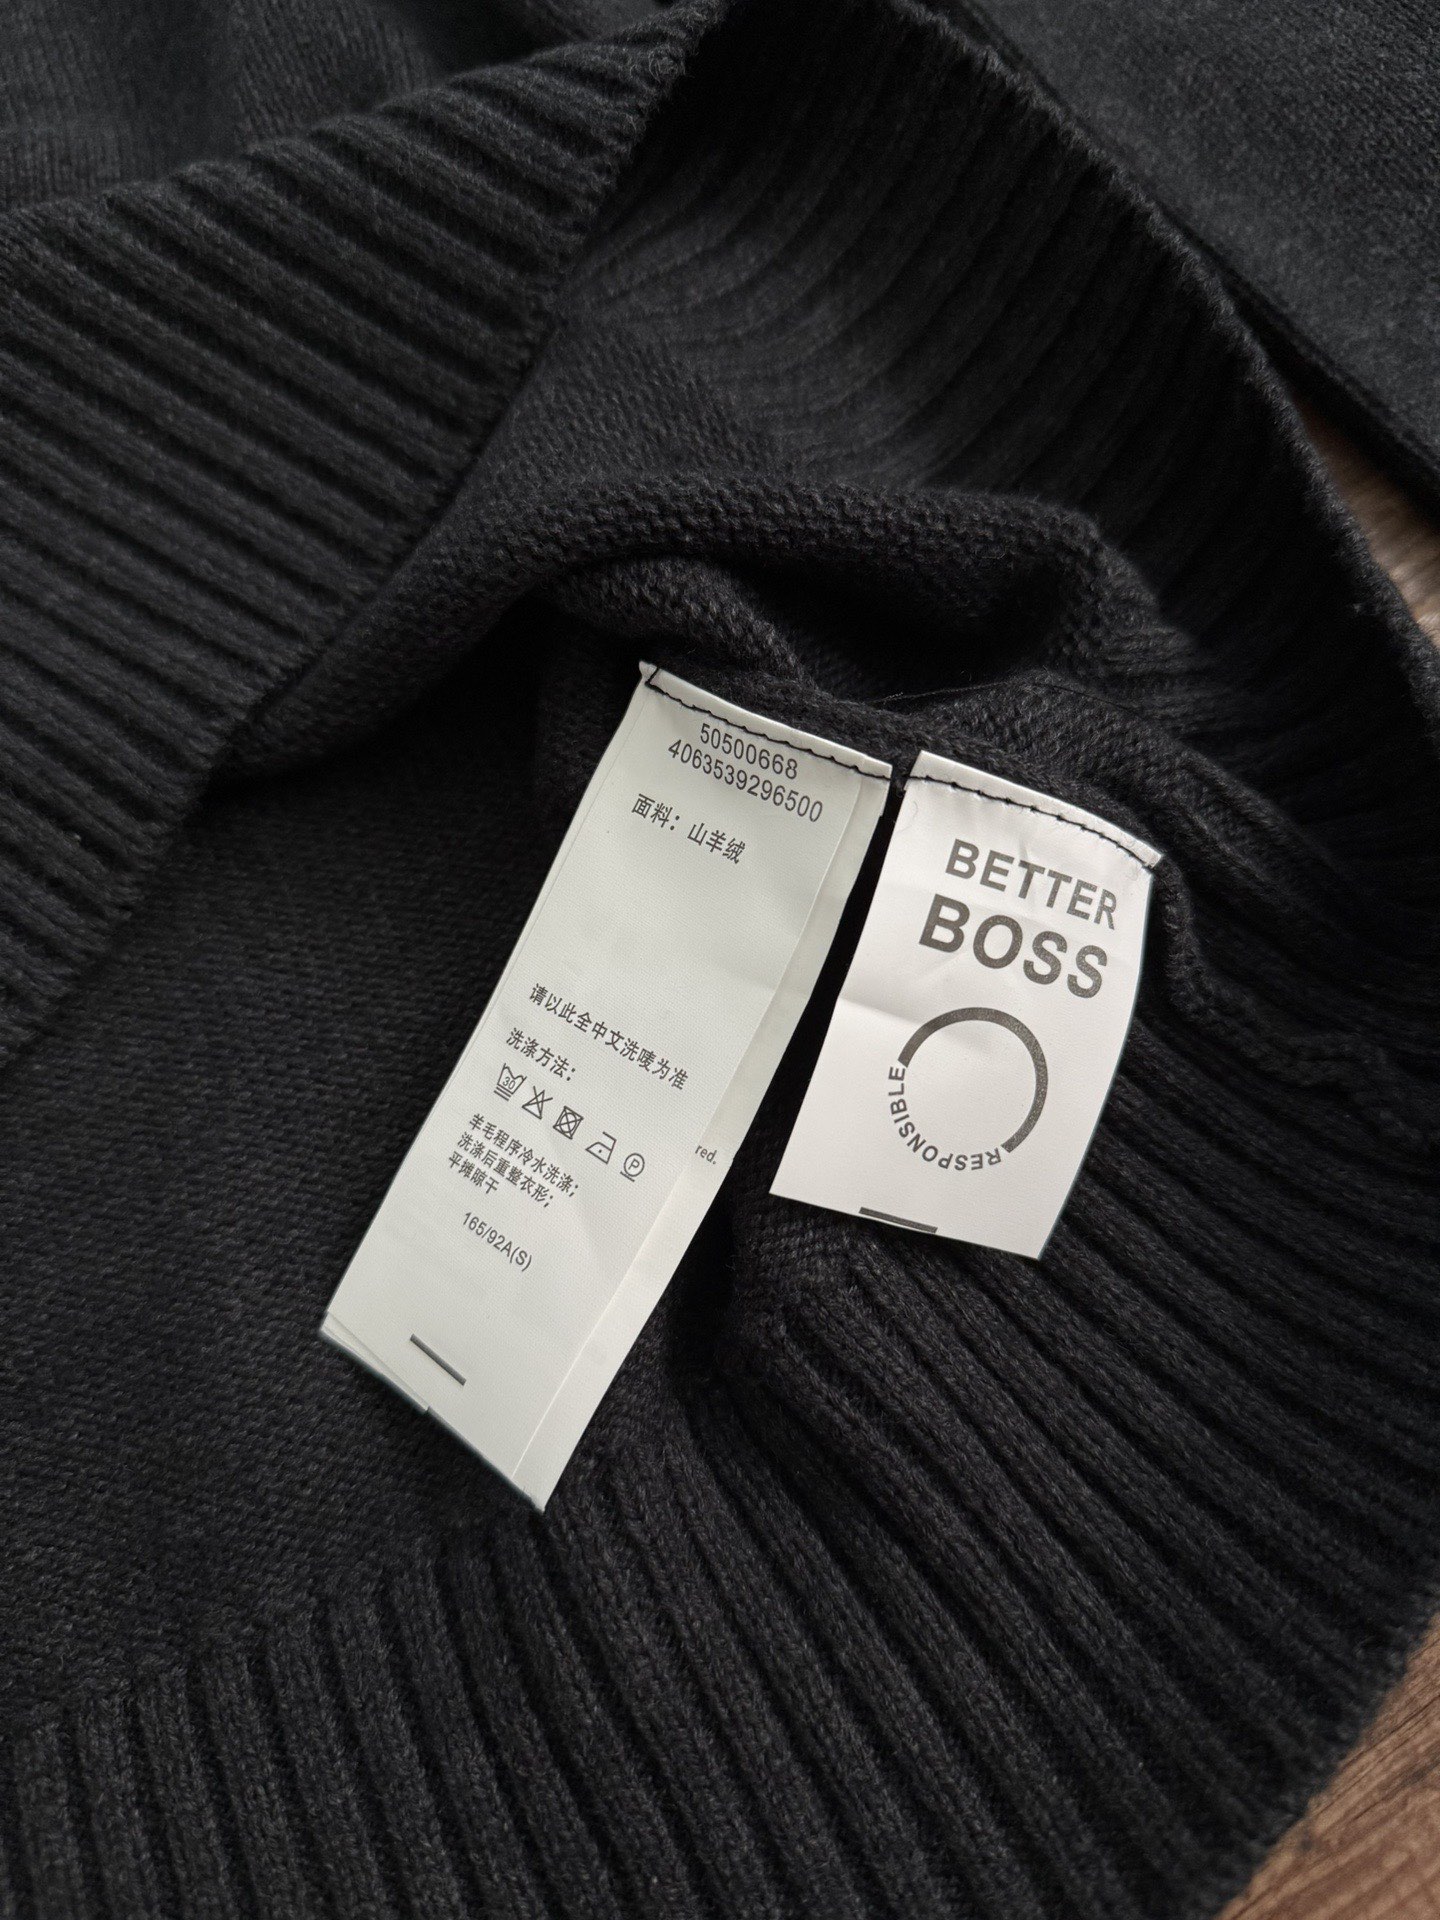 50500668
4063539296500
面料：山羊绒
请以此全中文洗唛为准
洗涤方法：
30
P
羊毛程序冷水洗涤；
洗涤后重整衣形；
平摊晾干
165/92A(S)
red.
BETTER
BOSS
RESPONSIBLE